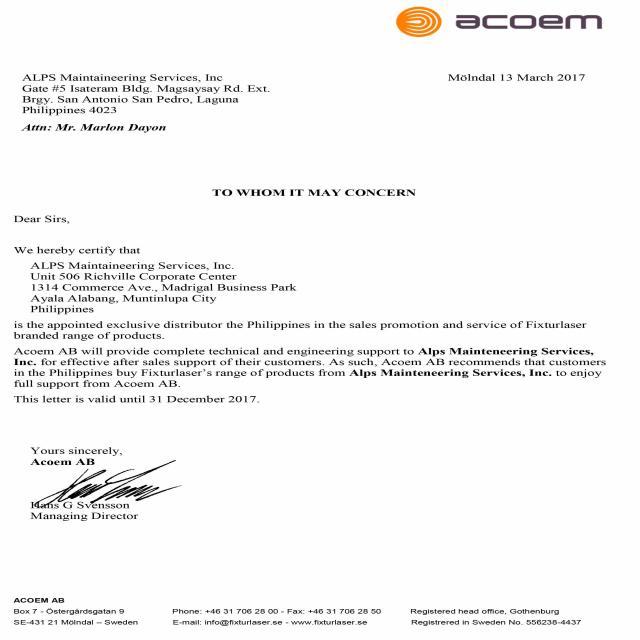 acoem
ALPS Maintaineering Services, Inc
Mölndal 13 March 2017
Gate #5 Isateram Bldg. Magsaysay Rd. Ext.
Brgy. San Antonio San Pedro, Laguna
Philippines 4023
Attn: Mr. Marlon Dayon
TO WHOM IT MAY CONCERN
Dear Sirs,
We hereby certify that
ALPS Maintaineering Services, Inc.
Unit 506 Richville Corporate Center
1314 Commerce Ave., Madrigal Business Park
Ayala Alabang, Muntinlupa City
Philippines
is the appointed exclusive distributor the Philippines in the sales promotion and service of Fixturlaser
branded range of products.
Acoem AB will provide complete technical and engineering support to Alps Mainteneering Services,
Inc. for effective after sales support of their customers. As such, Acoem AB recommends that customers
in the Philippines buy Fixturlaser's range of products from Alps Mainteneering Services, Inc. to enjoy
full support from Acoem AB.
This letter is valid until 31 December 2017.
Yours sincerely,
Acoem AB
Hans G Svensson
Managing Director
ACOEM AB
Box 7 - Östergårdsgatan 9
Phone: +46 31 706 28 00 - Fax: +46 31 706 28 50
Registered head office, Gothenburg
SE-431 21 Mölndal – Sweden
E-mail: info@fixturlaser.se - www.fixturlaser.se
Registrered in Sweden No. 556238-4437